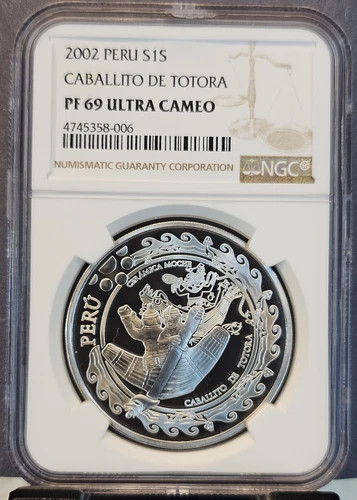 2002 PERU S1S
CABALLITO DE TOTORA
PF 69 ULTRA CAMEO
4745358-006
NUMISMATIC GUARANTY CORPORATION
NGC®
CERAMICA MOCHE
PERÚ
CABALLITO DE TOTORA